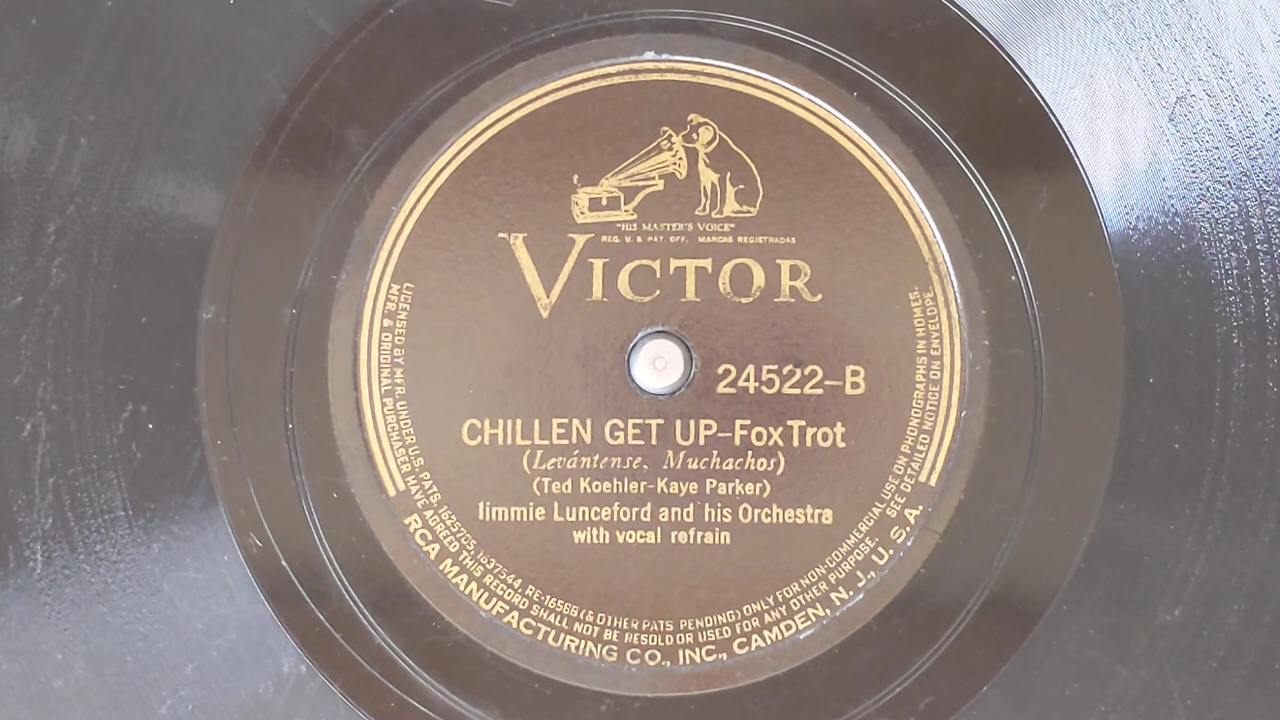 "HIS MASTER'S VOICE"
REG. U. S. PAT. OFF. MARCAS REGISTRADAS
VICTOR
24522-B
CHILLEN GET UP-Fox Trot
(Levántense, Muchachos)
(Ted Koehler-Kaye Parker)
Jimmie Lunceford and his Orchestra
with vocal refrain
LICENSED BY MFR. UNDER U.S. PATS. 1625705, 1637544, RE-16588 (& OTHER PATS PENDING) ONLY FOR NON-COMMERCIAL USE ON PHONOGRAPHS IN HOMES.
MFR. & ORIGINAL PURCHASER HAVE AGREED THIS RECORD SHALL NOT BE RESOLD OR USED FOR ANY OTHER PURPOSE. SEE DETAILED NOTICE ON ENVELOPE.
RCA MANUFACTURING CO., INC., CAMDEN, N. J., U. S. A.